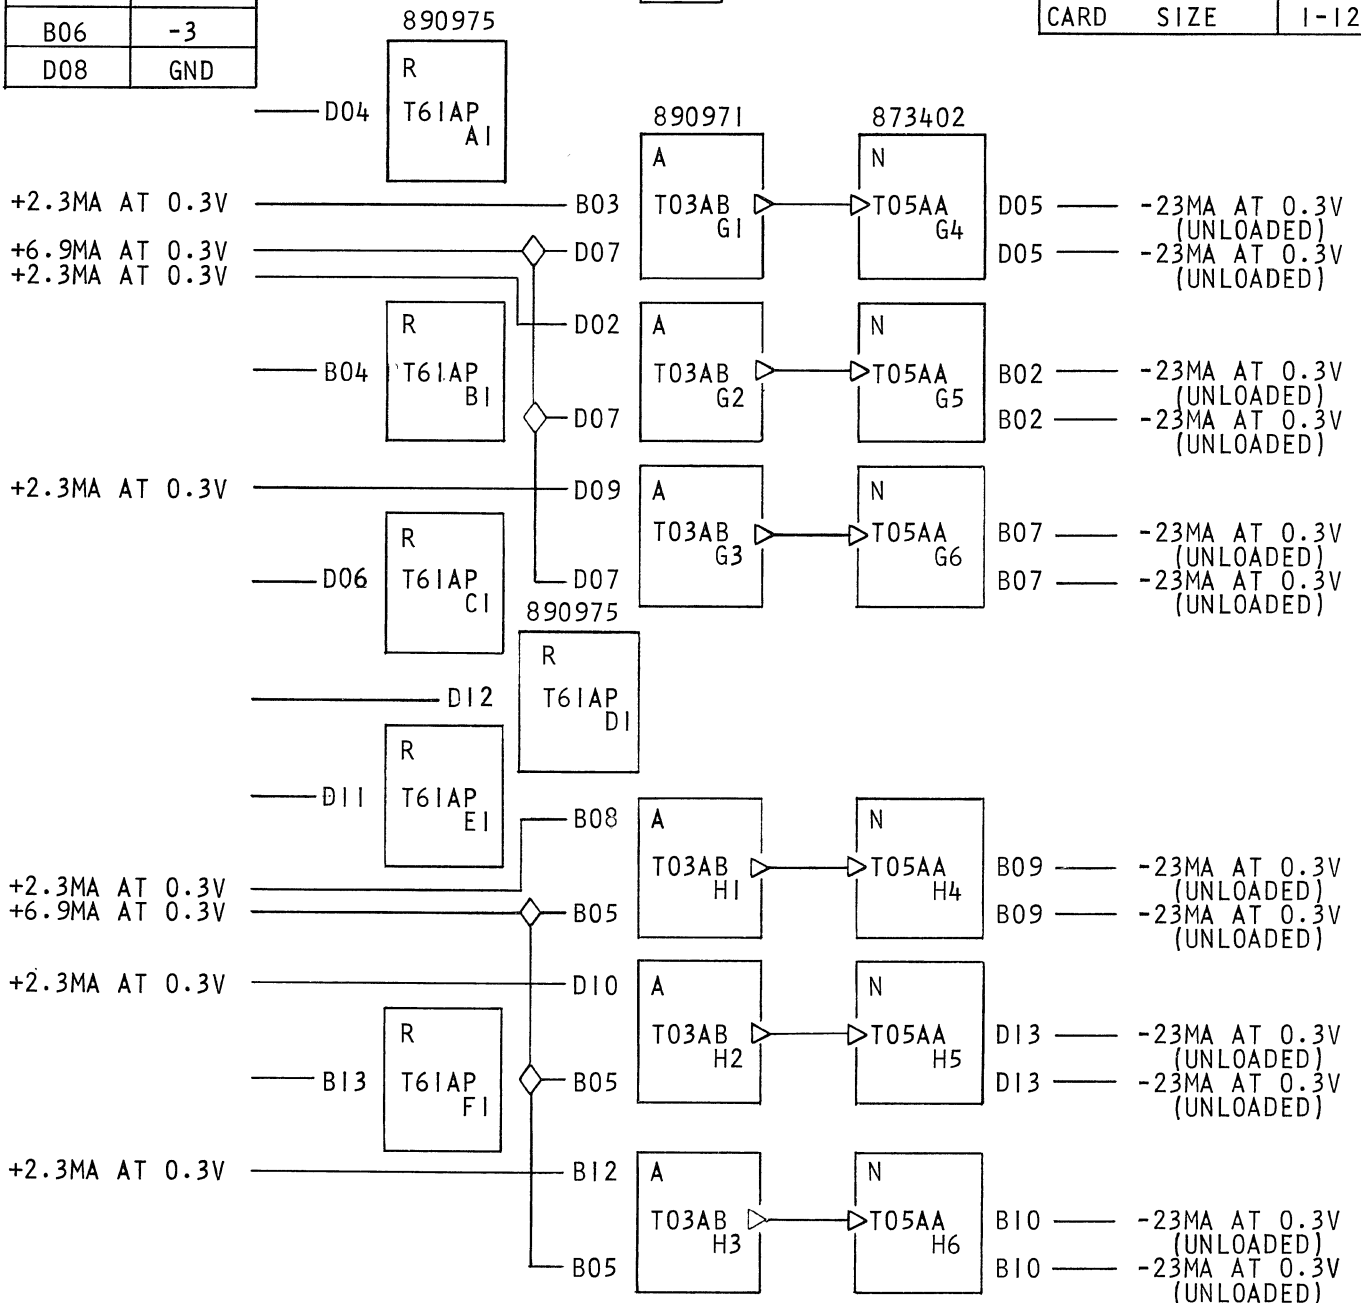 B06 -3
D08 GND
CARD SIZE 1-12
890975
R
T61AP
A1
D04
890971
873402
A
T03AB
G1
N
T05AA
G4
+2.3MA AT 0.3V
B03
D05
-23MA AT 0.3V
(UNLOADED)
+6.9MA AT 0.3V
D07
D05
-23MA AT 0.3V
(UNLOADED)
+2.3MA AT 0.3V
D02
R
T61AP
B1
B04
A
T03AB
G2
N
T05AA
G5
B02
-23MA AT 0.3V
(UNLOADED)
D07
B02
-23MA AT 0.3V
(UNLOADED)
+2.3MA AT 0.3V
D09
A
T03AB
G3
N
T05AA
G6
B07
-23MA AT 0.3V
(UNLOADED)
R
T61AP
C1
D06
D07
B07
-23MA AT 0.3V
(UNLOADED)
890975
R
T61AP
D1
D12
R
T61AP
E1
D11
B08
A
T03AB
H1
N
T05AA
H4
B09
-23MA AT 0.3V
(UNLOADED)
+2.3MA AT 0.3V
+6.9MA AT 0.3V
B05
B09
-23MA AT 0.3V
(UNLOADED)
+2.3MA AT 0.3V
D10
A
T03AB
H2
N
T05AA
H5
D13
-23MA AT 0.3V
(UNLOADED)
R
T61AP
F1
B13
B05
D13
-23MA AT 0.3V
(UNLOADED)
+2.3MA AT 0.3V
B12
A
T03AB
H3
N
T05AA
H6
B10
-23MA AT 0.3V
(UNLOADED)
B05
B10
-23MA AT 0.3V
(UNLOADED)